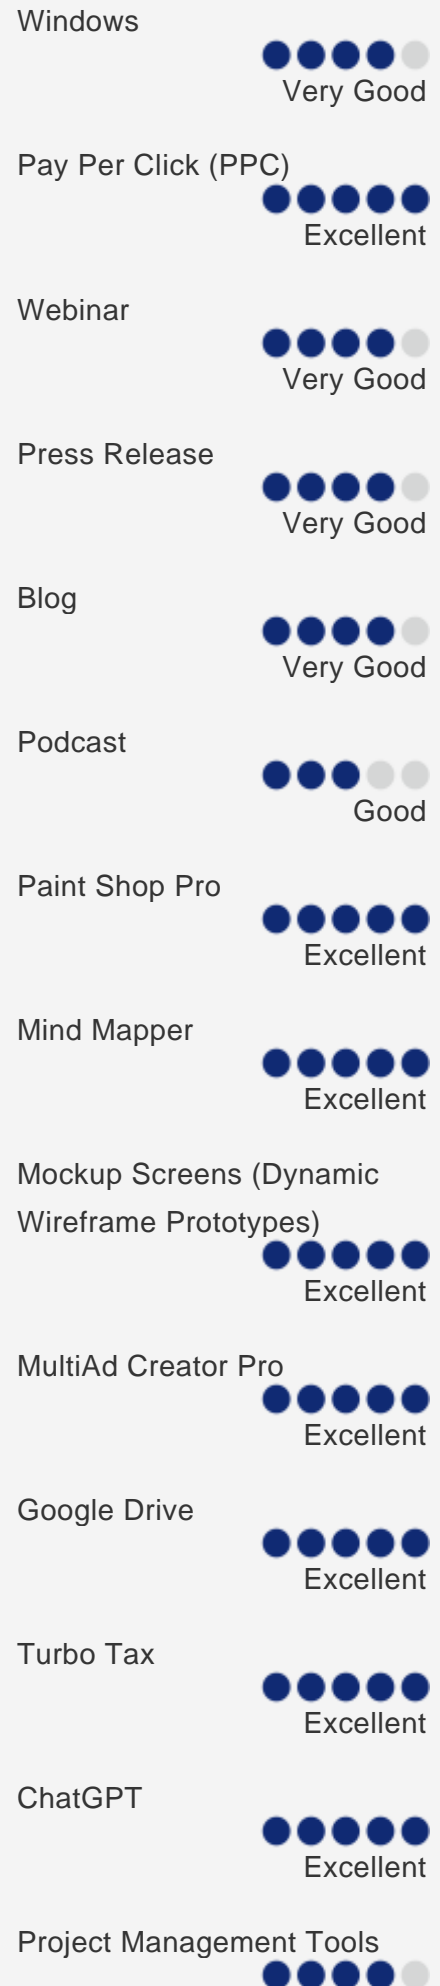 Windows
Very Good
Pay Per Click (PPC)
Excellent
Webinar
Very Good
Press Release
Very Good
Blog
Very Good
Podcast
Good
Paint Shop Pro
Excellent
Mind Mapper
Excellent
Mockup Screens (Dynamic
Wireframe Prototypes)
Excellent
MultiAd Creator Pro
Excellent
Google Drive
Excellent
Turbo Tax
Excellent
ChatGPT
Excellent
Project Management Tools